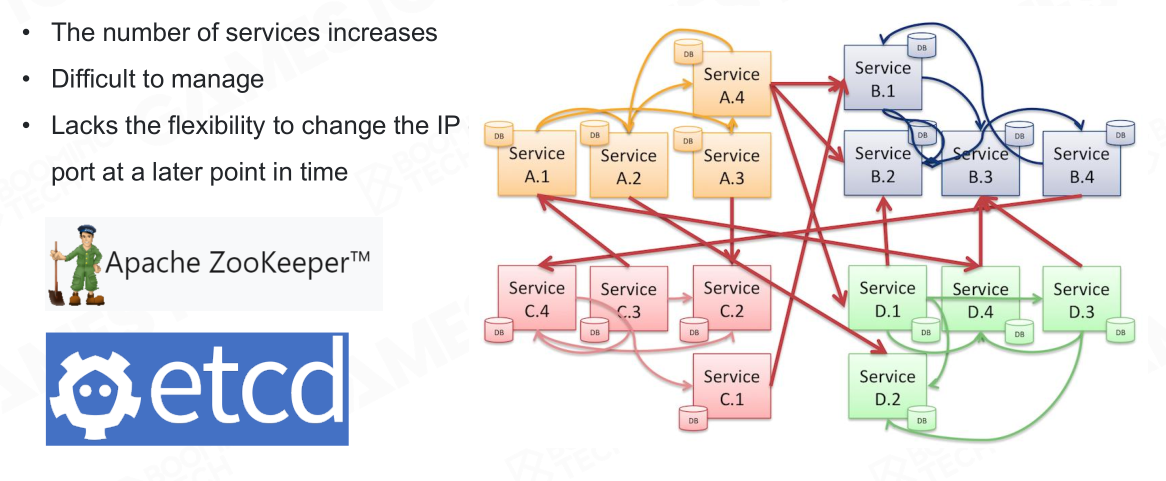 • The number of services increases
• Difficult to manage
• Lacks the flexibility to change the IP
port at a later point in time
Apache ZooKeeper™
etcd
DB
Service
A.4
DB
Service
A.1
DB
Service
A.2
DB
Service
A.3
DB
Service
B.1
Service
B.2
DB
Service
B.3
DB
Service
B.4
DB
Service
C.4
DB
Service
C.3
DB
Service
C.2
DB
Service
C.1
DB
Service
D.1
DB
Service
D.4
DB
Service
D.3
DB
Service
D.2
DB